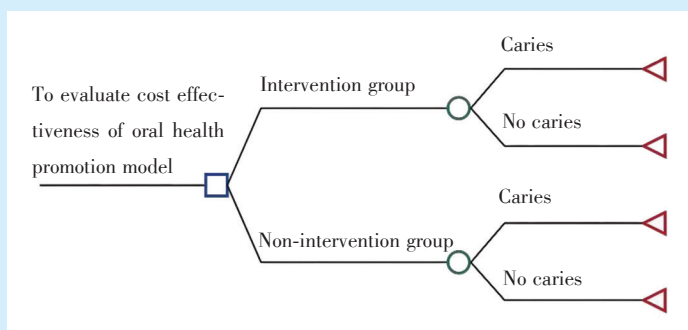 Caries
Intervention group
To evaluate cost effec-
tiveness of oral health
promotion model
No caries
Caries
Non-intervention group
No caries